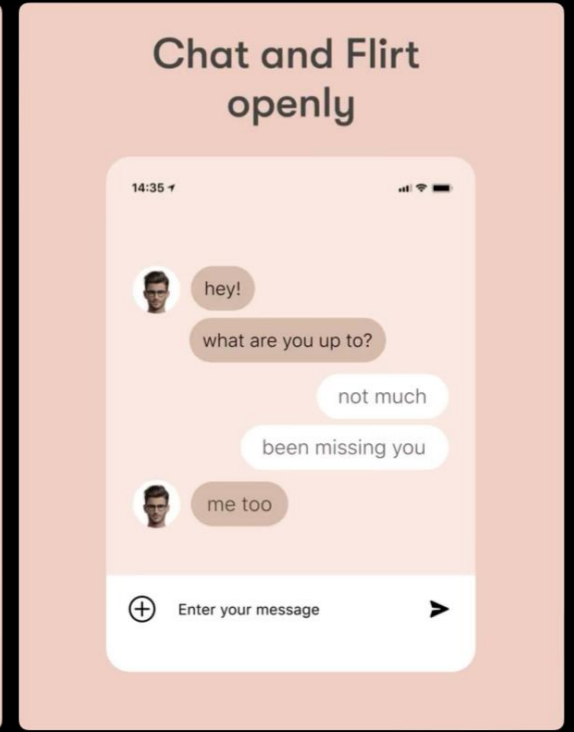 Chat and Flirt
openly
14:35
hey!
what are you up to?
not much
been missing you
me too
Enter your message